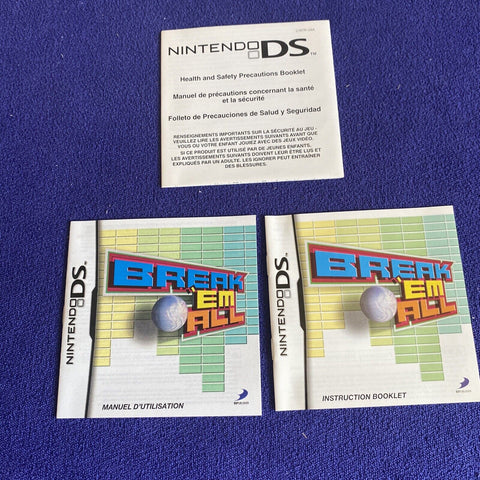 NINTENDO DS™
Health and Safety Precautions Booklet
Manuel de précautions concernant la santé
et la sécurité
Folleto de Precauciones de Salud y Seguridad
RENSEIGNEMENTS IMPORTANTS SUR LA SÉCURITÉ AU JEU -
VEUILLEZ LIRE LES AVERTISSEMENTS SUIVANTS AVANT QUE
VOUS OU VOTRE ENFANT JOUIEZ AVEC DES JEUX VIDÉO.
SI CE PRODUIT EST UTILISÉ PAR DE JEUNES ENFANTS,
LES AVERTISSEMENTS SUIVANTS DOIVENT LEUR ÊTRE LUS ET
EXPLIQUÉS PAR UN ADULTE. LES IGNORER PEUT ENTRAÎNER
DES BLESSURES.
NINTENDO DS™
BREAK
'EM
ALL
MANUEL D'UTILISATION
NINTENDO DS™
BREAK
'EM
ALL
INSTRUCTION BOOKLET